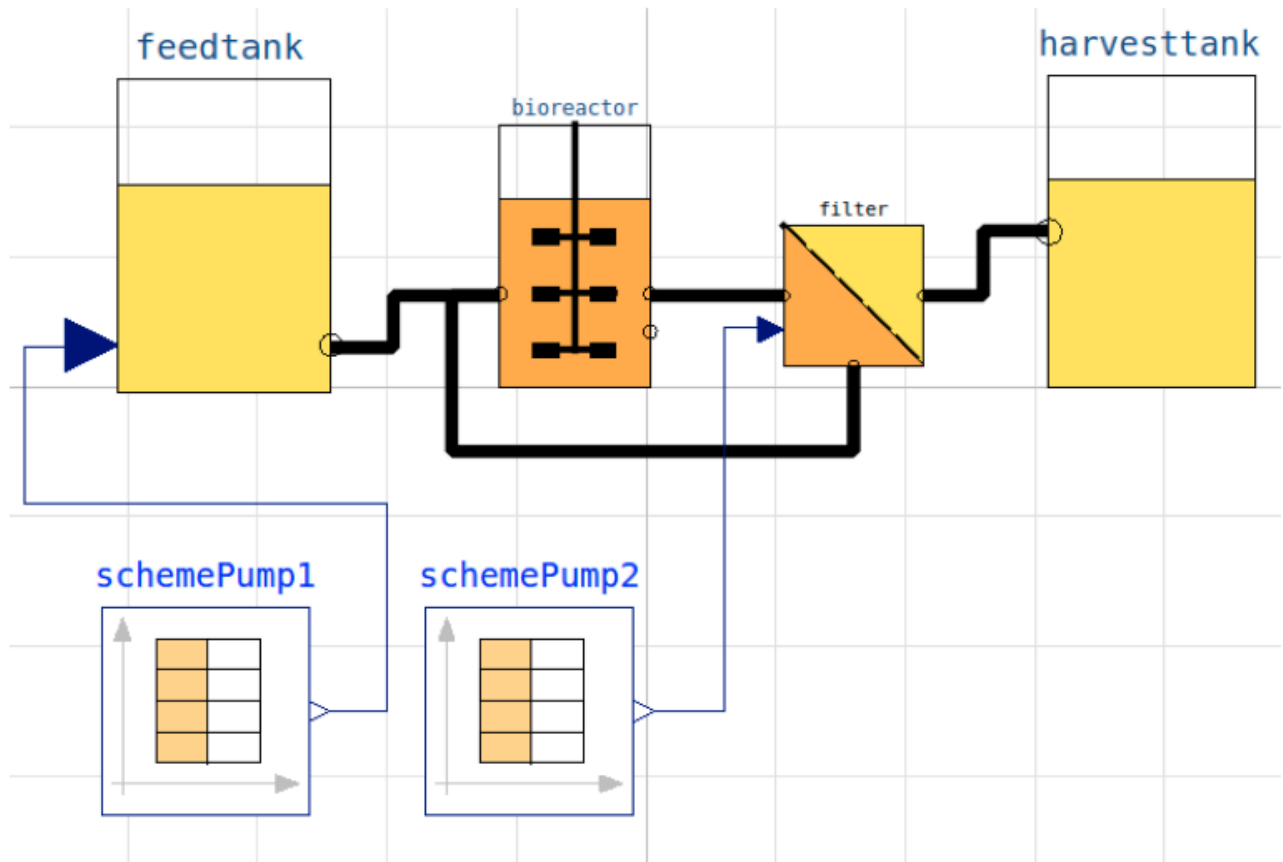 feedtank
harvesttank
bioreactor
filter
schemePump1
schemePump2